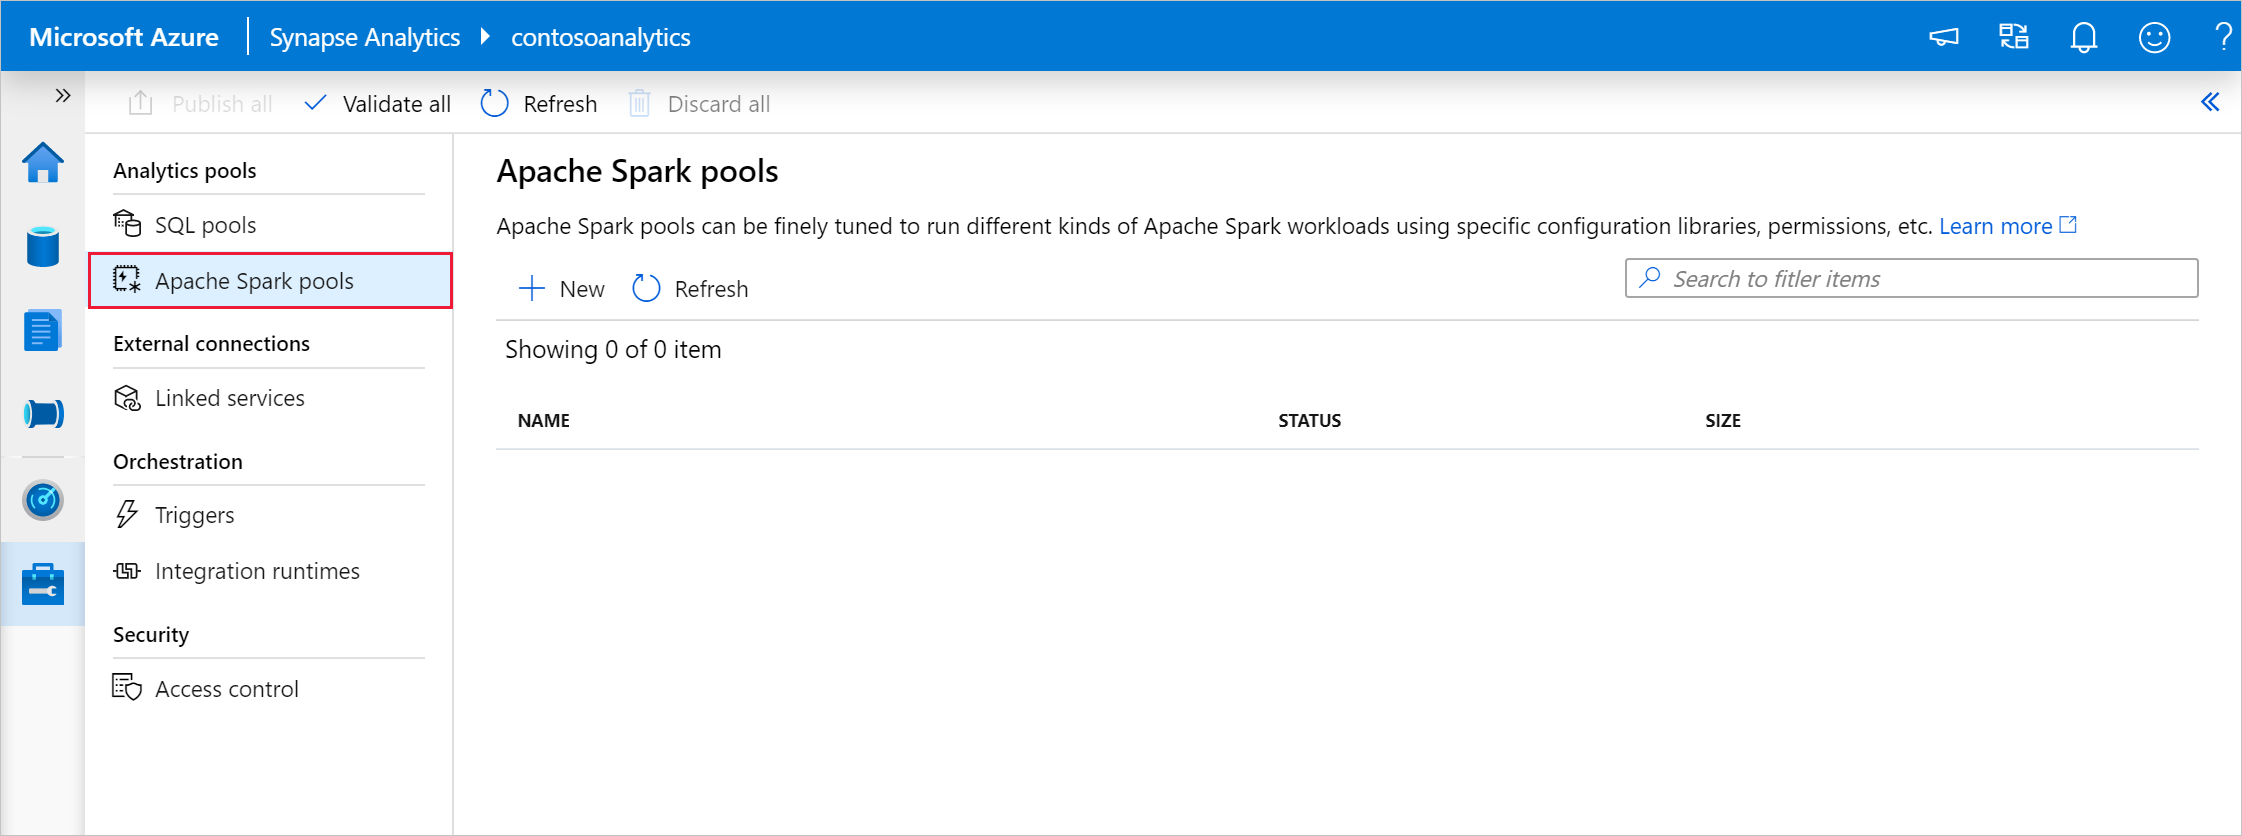 Microsoft Azure
Synapse Analytics
contosoanalytics
?
Publish all
Validate all
Refresh
Discard all
Analytics pools
SQL pools
Apache Spark pools
External connections
Linked services
Orchestration
Triggers
Integration runtimes
Security
Access control
Apache Spark pools
Apache Spark pools can be finely tuned to run different kinds of Apache Spark workloads using specific configuration libraries, permissions, etc. Learn more
New
Refresh
Search to fitler items
Showing 0 of 0 item
NAME
STATUS
SIZE